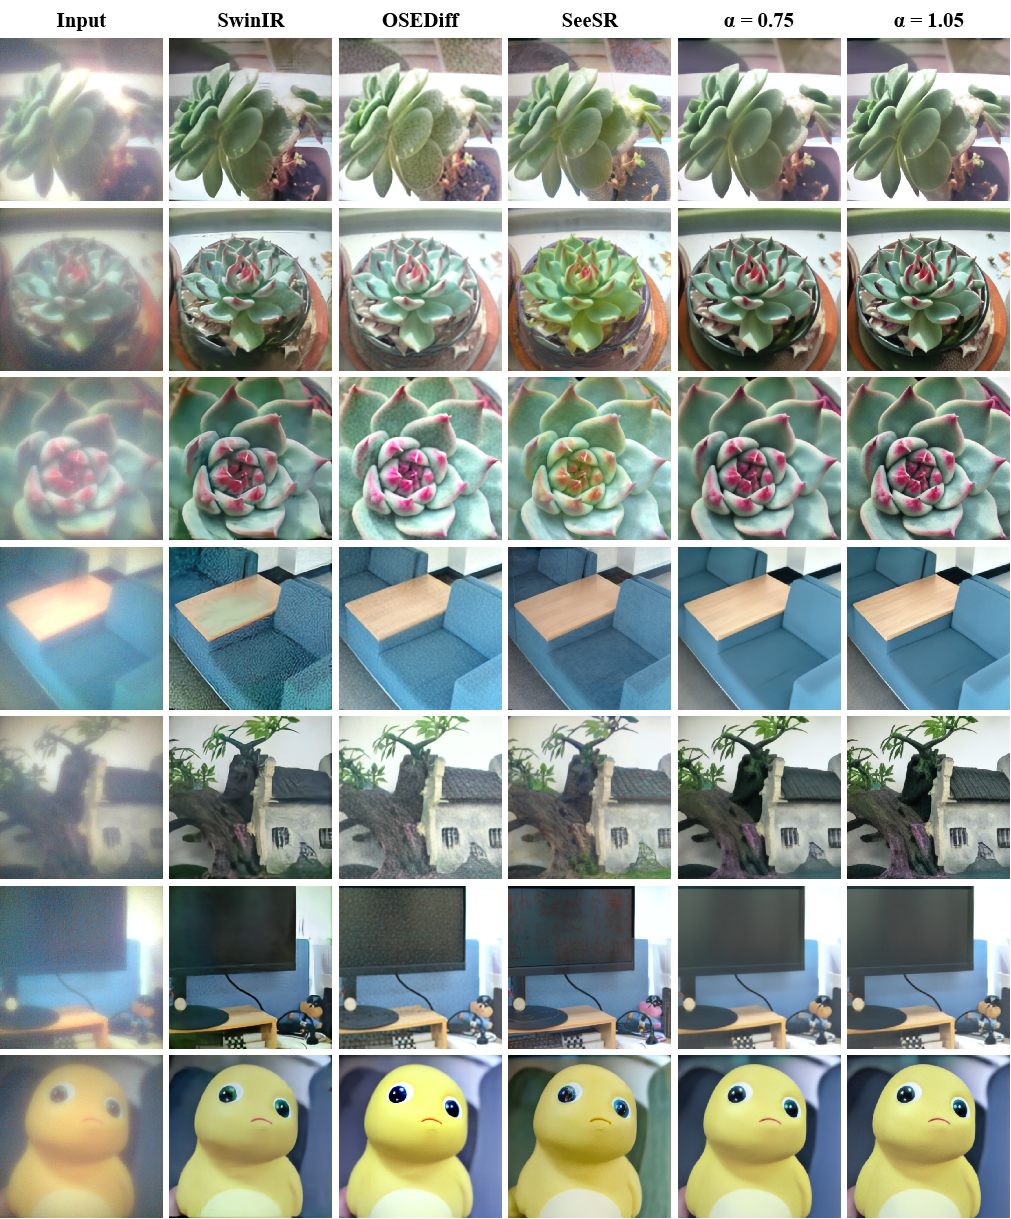 Input SwinIR OSEDiff SeeSR α = 0.75 α = 1.05